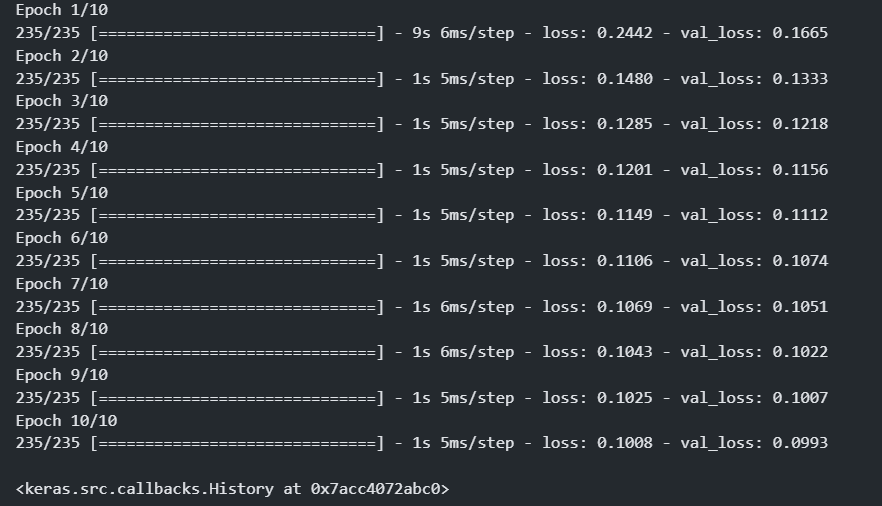 Epoch 1/10
235/235 [==============================] - 9s 6ms/step - loss: 0.2442 - val_loss: 0.1665
Epoch 2/10
235/235 [==============================] - 1s 5ms/step - loss: 0.1480 - val_loss: 0.1333
Epoch 3/10
235/235 [==============================] - 1s 5ms/step - loss: 0.1285 - val_loss: 0.1218
Epoch 4/10
235/235 [==============================] - 1s 5ms/step - loss: 0.1201 - val_loss: 0.1156
Epoch 5/10
235/235 [==============================] - 1s 5ms/step - loss: 0.1149 - val_loss: 0.1112
Epoch 6/10
235/235 [==============================] - 1s 5ms/step - loss: 0.1106 - val_loss: 0.1074
Epoch 7/10
235/235 [==============================] - 1s 6ms/step - loss: 0.1069 - val_loss: 0.1051
Epoch 8/10
235/235 [==============================] - 1s 6ms/step - loss: 0.1043 - val_loss: 0.1022
Epoch 9/10
235/235 [==============================] - 1s 5ms/step - loss: 0.1025 - val_loss: 0.1007
Epoch 10/10
235/235 [==============================] - 1s 5ms/step - loss: 0.1008 - val_loss: 0.0993
<keras.src.callbacks.History at 0x7acc4072abc0>